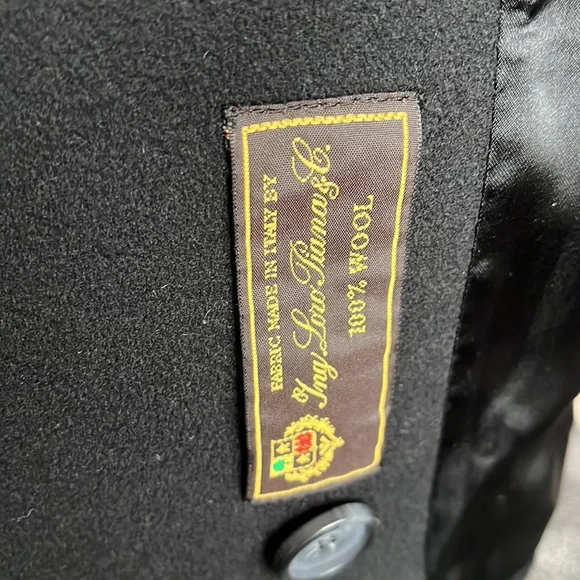 FABRIC MADE IN ITALY BY
Ing. Loro Piana & C.
100% WOOL